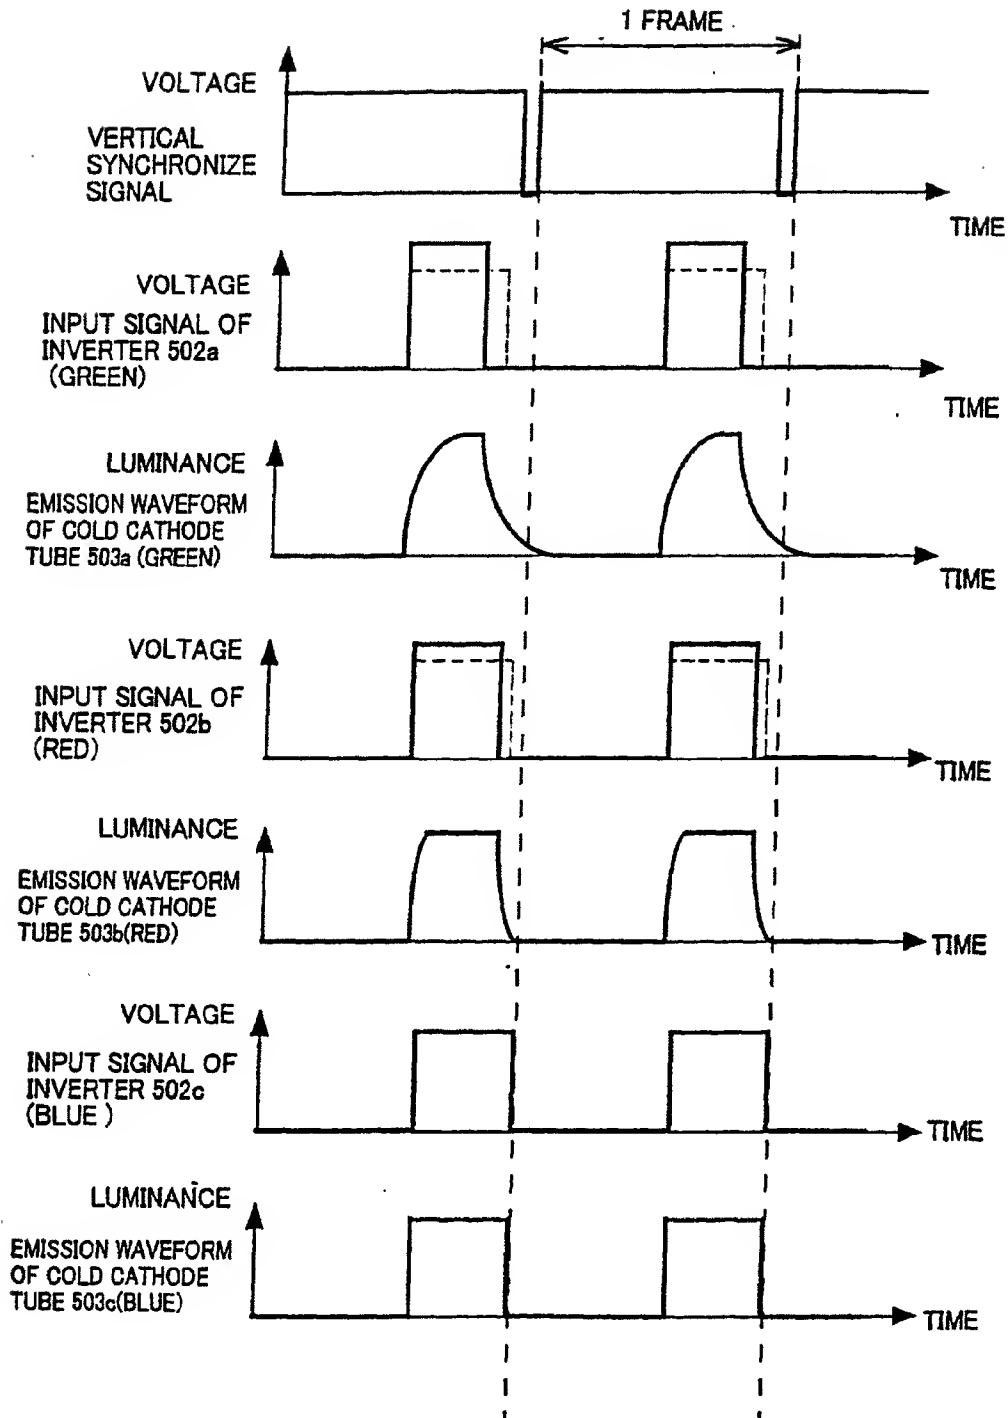 1 FRAME
VOLTAGE
VERTICAL
SYNCHRONIZE
SIGNAL
TIME
VOLTAGE
INPUT SIGNAL OF
INVERTER 502a
(GREEN)
TIME
LUMINANCE
EMISSION WAVEFORM
OF COLD CATHODE
TUBE 503a (GREEN)
TIME
VOLTAGE
INPUT SIGNAL OF
INVERTER 502b
(RED)
TIME
LUMINANCE
EMISSION WAVEFORM
OF COLD CATHODE
TUBE 503b(RED)
TIME
VOLTAGE
INPUT SIGNAL OF
INVERTER 502c
(BLUE )
TIME
LUMINANCE
EMISSION WAVEFORM
OF COLD CATHODE
TUBE 503c(BLUE)
TIME